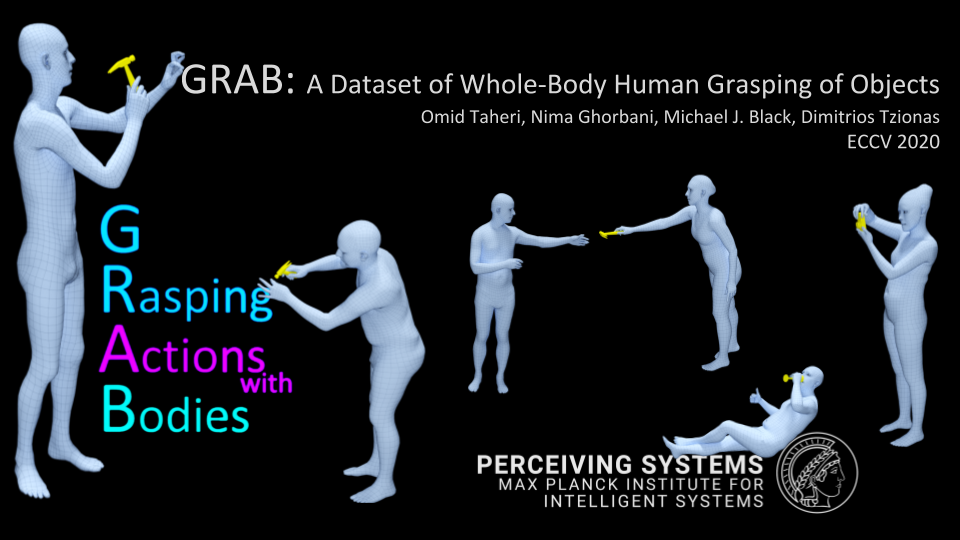 GRAB: A Dataset of Whole-Body Human Grasping of Objects
Omid Taheri, Nima Ghorbani, Michael J. Black, Dimitrios Tzionas
ECCV 2020
G
Rasping
Actions
with
Bodies
PERCEIVING SYSTEMS
MAX PLANCK INSTITUTE FOR
INTELLIGENT SYSTEMS